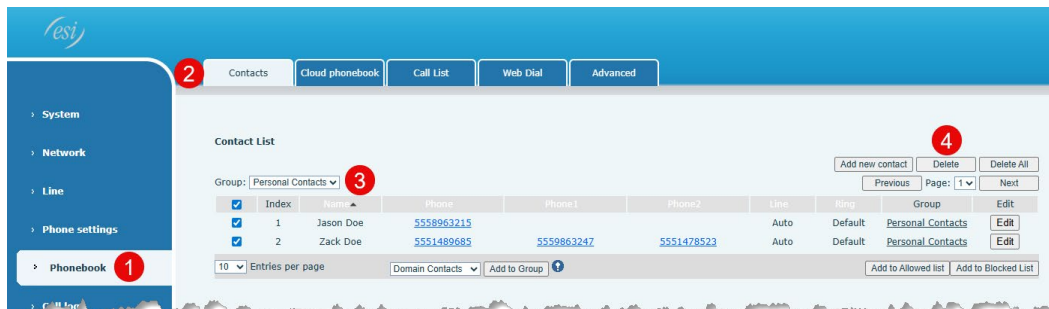 esi
2 Contacts Cloud phonebook Call List Web Dial Advanced
› System
› Network
› Line
› Phone settings
› Phonebook 1
› Call log
Contact List
4
Add new contact Delete Delete All
Group: Personal Contacts 3 Previous Page: 1 Next
Index Name Phone Phone1 Phone2 Line Ring Group Edit
1 Jason Doe 5558963215 Auto Default Personal Contacts Edit
2 Zack Doe 5551489685 5559863247 5551478523 Auto Default Personal Contacts Edit
10 Entries per page Domain Contacts Add to Group Add to Allowed list Add to Blocked List